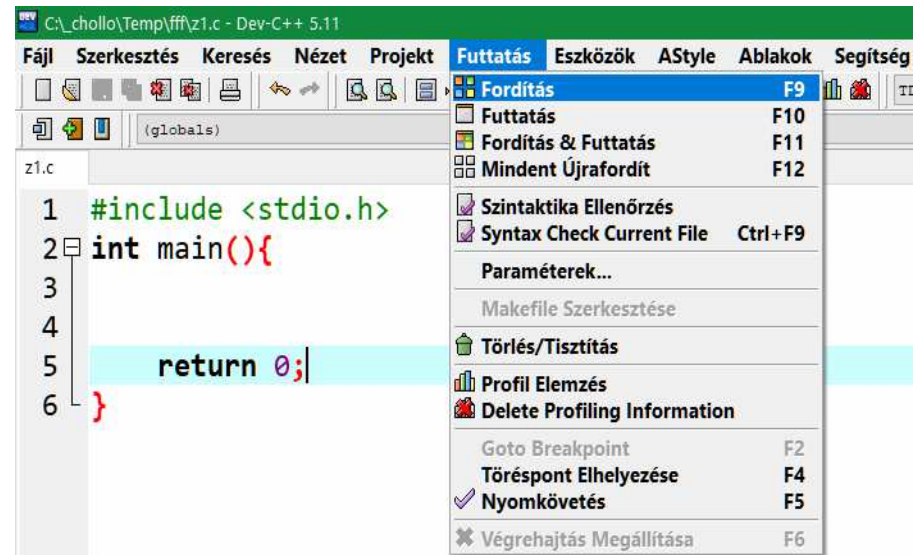 C:\_chollo\Temp\fff\z1.c - Dev-C++ 5.11
Fájl Szerkesztés Keresés Nézet Projekt Futtatás Eszközök AStyle Ablakok Segítség
(globals)
z1.c
1 #include <stdio.h>
2 int main(){
3
4
5 return 0;
6 }
Fordítás F9
Futtatás F10
Fordítás & Futtatás F11
Mindent Újrafordít F12
Szintaktika Ellenőrzés
Syntax Check Current File Ctrl+F9
Paraméterek...
Makefile Szerkesztése
Törlés/Tisztítás
Profil Elemzés
Delete Profiling Information
Goto Breakpoint F2
Töréspont Elhelyezése F4
Nyomkövetés F5
Végrehajtás Megállítása F6